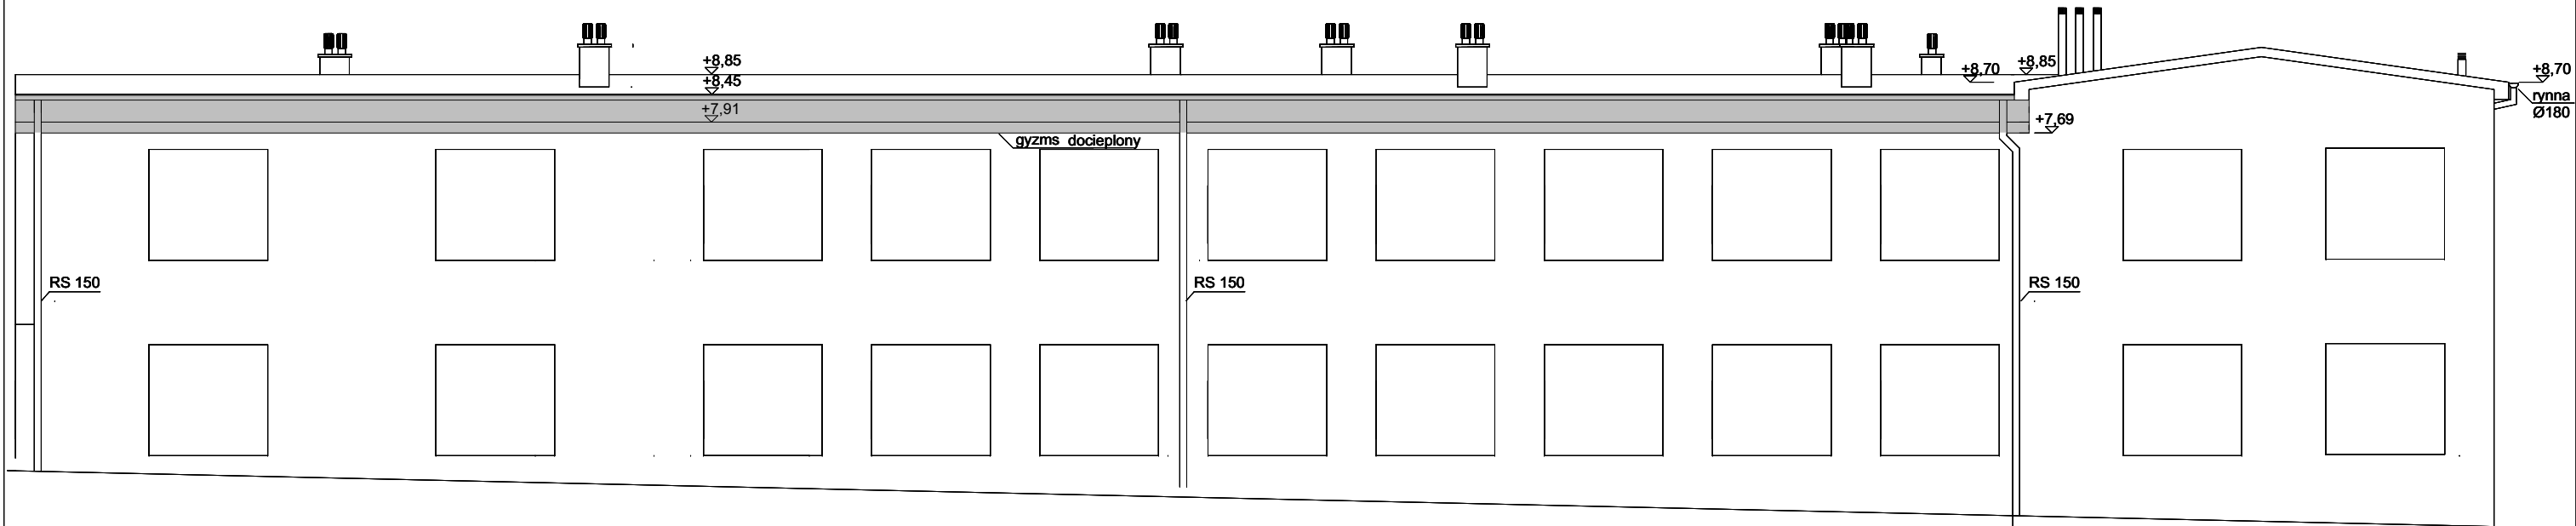 +8,85
+8,45
+7,91
gyzms docieplony
+8,70
+8,85
+7,69
+8,70
rynna
Ø180
RS 150
RS 150
RS 150